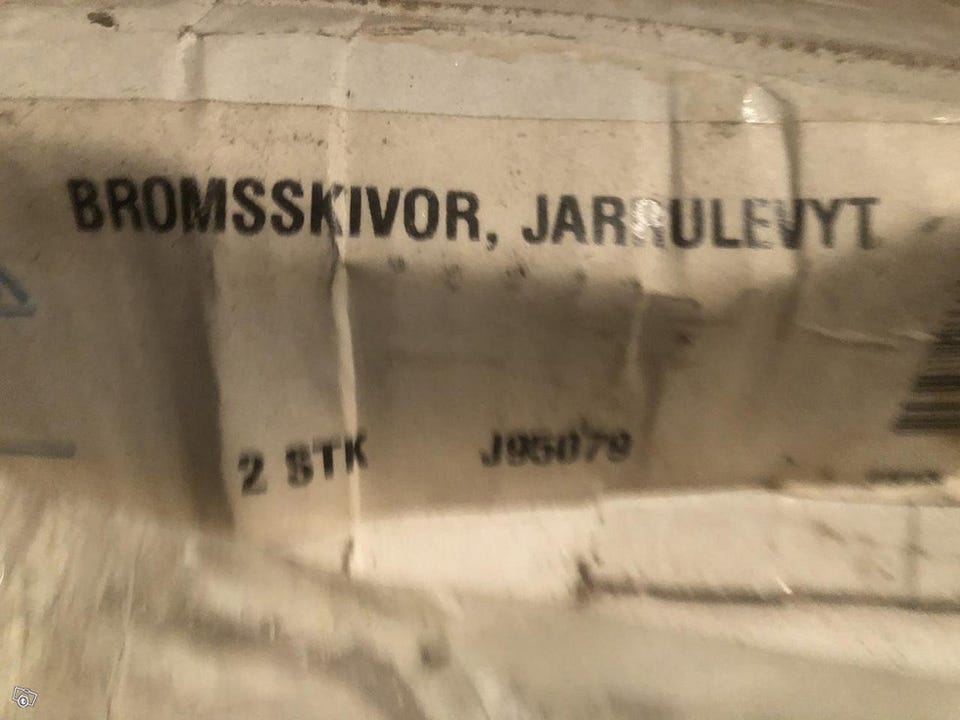 BROMSSKIVOR, JARRULEVYT
2 STK J95079